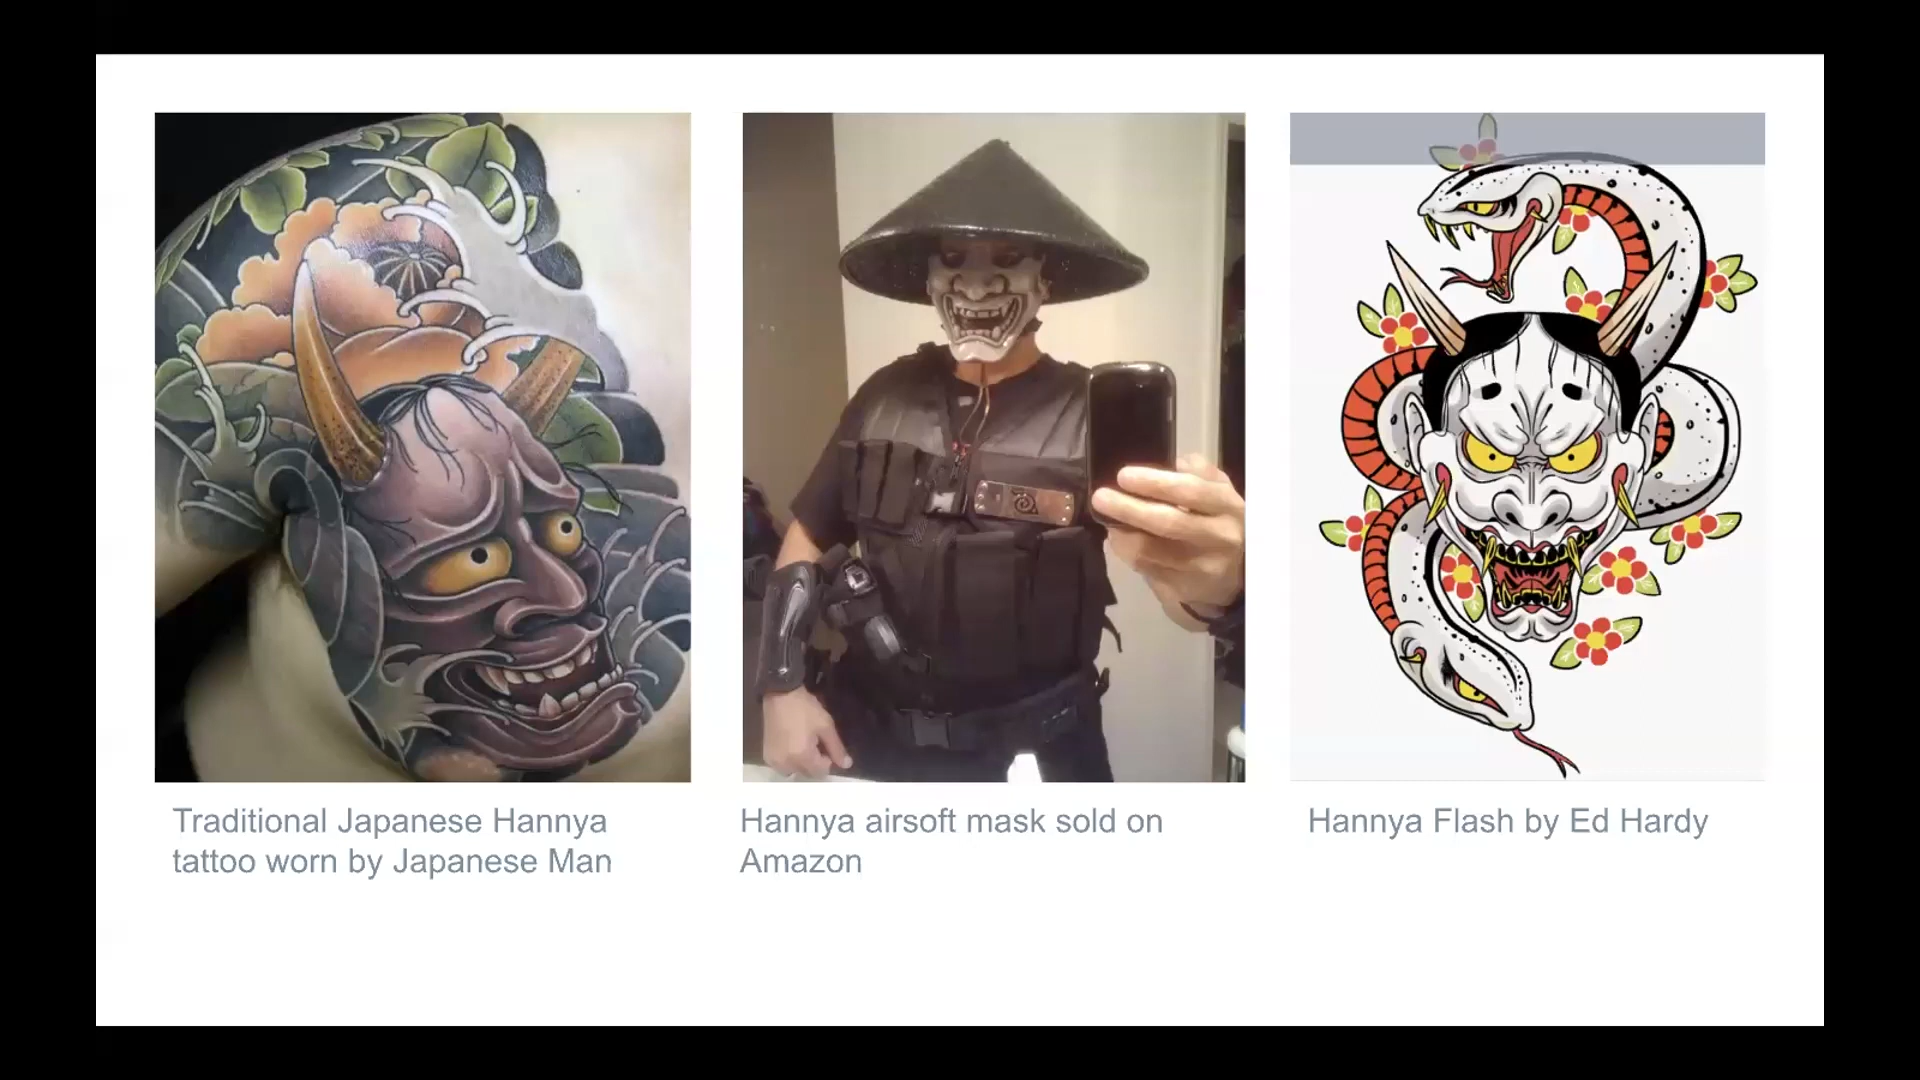 Traditional Japanese Hannya
tattoo worn by Japanese Man
Hannya airsoft mask sold on
Amazon
Hannya Flash by Ed Hardy